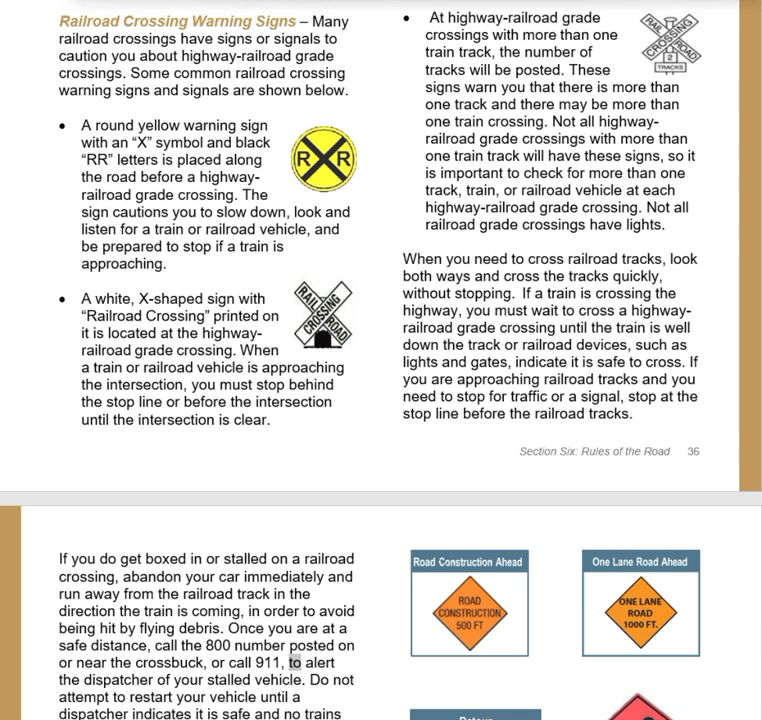 Railroad Crossing Warning Signs – Many
railroad crossings have signs or signals to
caution you about highway-railroad grade
crossings. Some common railroad crossing
warning signs and signals are shown below.
• A round yellow warning sign
with an “X” symbol and black
“RR” letters is placed along
the road before a highway-
railroad grade crossing. The
sign cautions you to slow down, look and
listen for a train or railroad vehicle, and
be prepared to stop if a train is
approaching.
R R
• A white, X-shaped sign with
“Railroad Crossing” printed on
it is located at the highway-
railroad grade crossing. When
a train or railroad vehicle is approaching
the intersection, you must stop behind
the stop line or before the intersection
until the intersection is clear.
RAIL ROAD
CROSSING
• At highway-railroad grade
crossings with more than one
train track, the number of
tracks will be posted. These
signs warn you that there is more than
one track and there may be more than
one train crossing. Not all highway-
railroad grade crossings with more than
one train track will have these signs, so it
is important to check for more than one
track, train, or railroad vehicle at each
highway-railroad grade crossing. Not all
railroad grade crossings have lights.
RAIL ROAD
CROSSING
2
TRACKS
When you need to cross railroad tracks, look
both ways and cross the tracks quickly,
without stopping. If a train is crossing the
highway, you must wait to cross a highway-
railroad grade crossing until the train is well
down the track or railroad devices, such as
lights and gates, indicate it is safe to cross. If
you are approaching railroad tracks and you
need to stop for traffic or a signal, stop at the
stop line before the railroad tracks.
Section Six: Rules of the Road 36
If you do get boxed in or stalled on a railroad
crossing, abandon your car immediately and
run away from the railroad track in the
direction the train is coming, in order to avoid
being hit by flying debris. Once you are at a
safe distance, call the 800 number posted on
or near the crossbuck, or call 911, to alert
the dispatcher of your stalled vehicle. Do not
attempt to restart your vehicle until a
dispatcher indicates it is safe and no trains
Road Construction Ahead
ROAD
CONSTRUCTION
500 FT
One Lane Road Ahead
ONE LANE
ROAD
1000 FT.
Detour